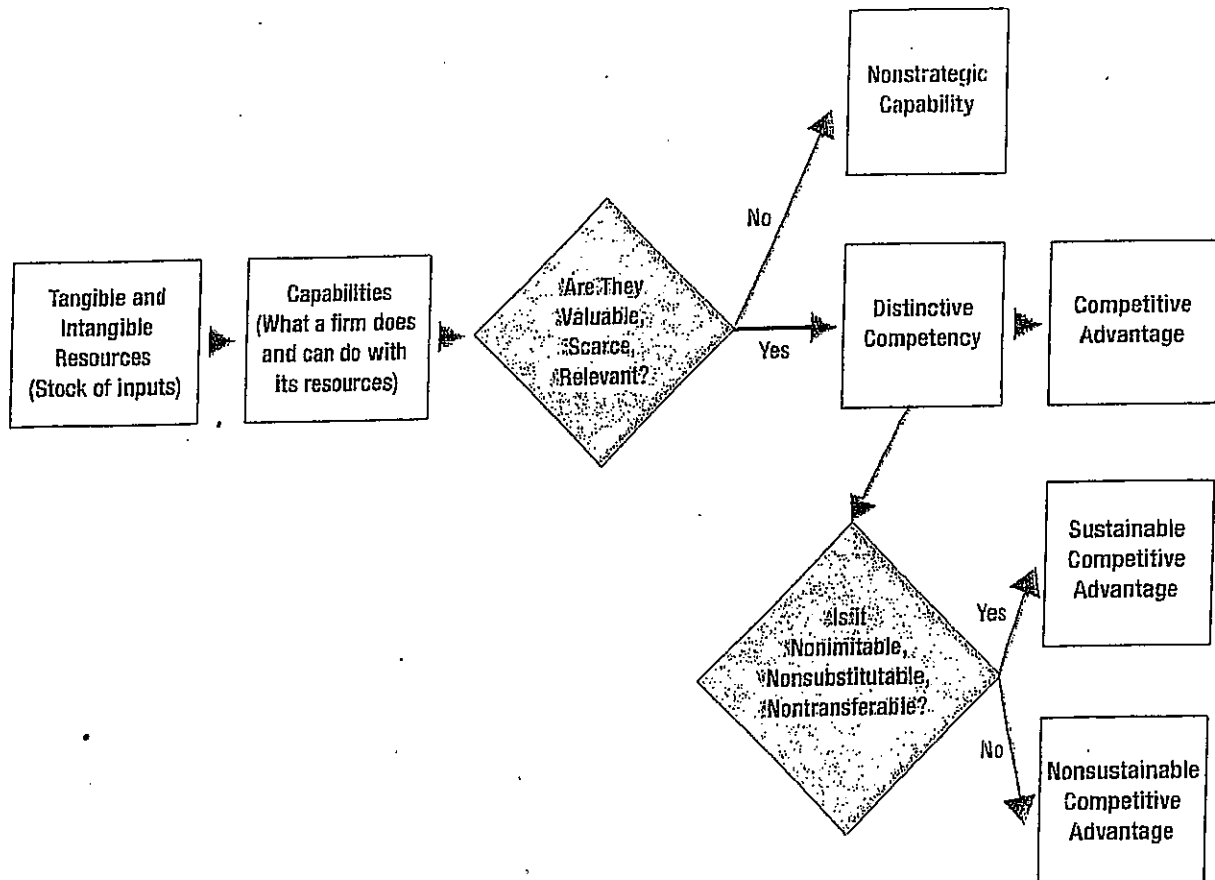 Nonstrategic
Capability
No
Tangible and
Intangible
Resources
(Stock of inputs)
Capabilities
(What a firm does
and can do with
its resources)
Are They
Valuable,
Scarce,
Relevant?
Yes
Distinctive
Competency
Competitive
Advantage
Is it
Nonimitable,
Nonsubstitutable,
Nontransferable?
Yes
Sustainable
Competitive
Advantage
No
Nonsustainable
Competitive
Advantage